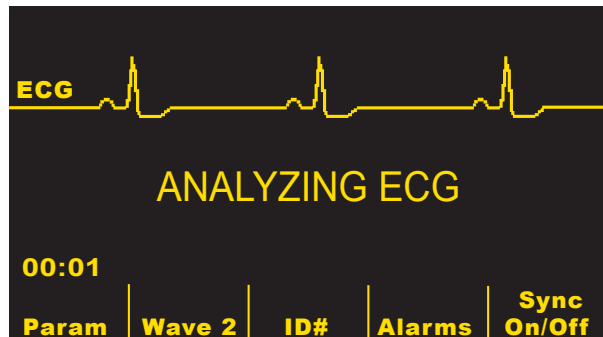 ECG
ANALYZING ECG
00:01
Param
Wave 2
ID#
Alarms
Sync
On/Off